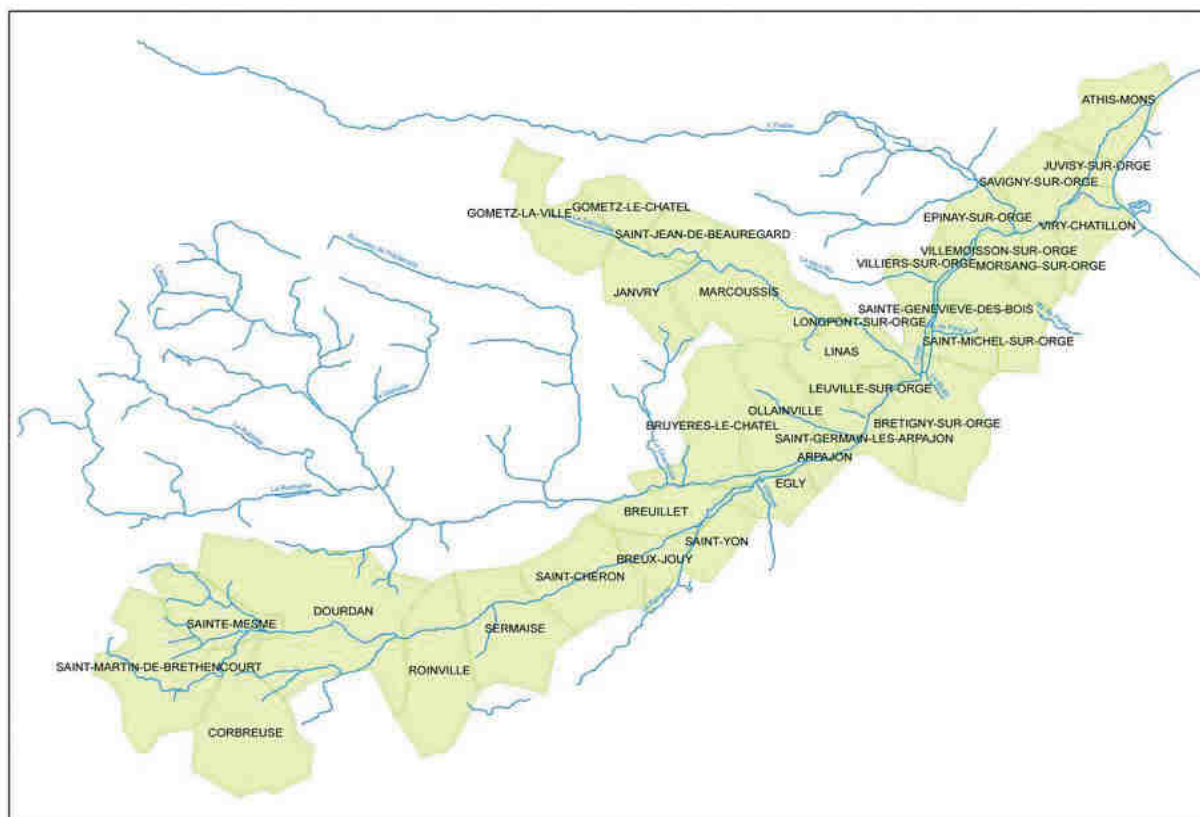 ATHIS-MONS
L'Yvette
JUVISY-SUR-ORGE
SAVIGNY-SUR-ORGE
GOMETZ-LE-CHATEL
GOMETZ-LA-VILLE
EPINAY-SUR-ORGE
VIRY-CHATILLON
SAINT-JEAN-DE-BEAUREGARD
VILLEMOISSON-SUR-ORGE
VILLIERS-SUR-ORGE
MORSANG-SUR-ORGE
JANVRY
MARCOUSSIS
SAINTE-GENEVIEVE-DES-BOIS
LONGPONT-SUR-ORGE
SAINT-MICHEL-SUR-ORGE
LINAS
LEUVILLE-SUR-ORGE
OLLAINVILLE
BRUYERES-LE-CHATEL
BRETIGNY-SUR-ORGE
SAINT-GERMAIN-LES-ARPAJON
ARPAJON
EGLY
BREUILLET
SAINT-YON
BREUX-JOUY
SAINT-CHERON
DOURDAN
SAINTE-MESME
SERMAISE
SAINT-MARTIN-DE-BRETHENCOURT
ROINVILLE
CORBREUSE